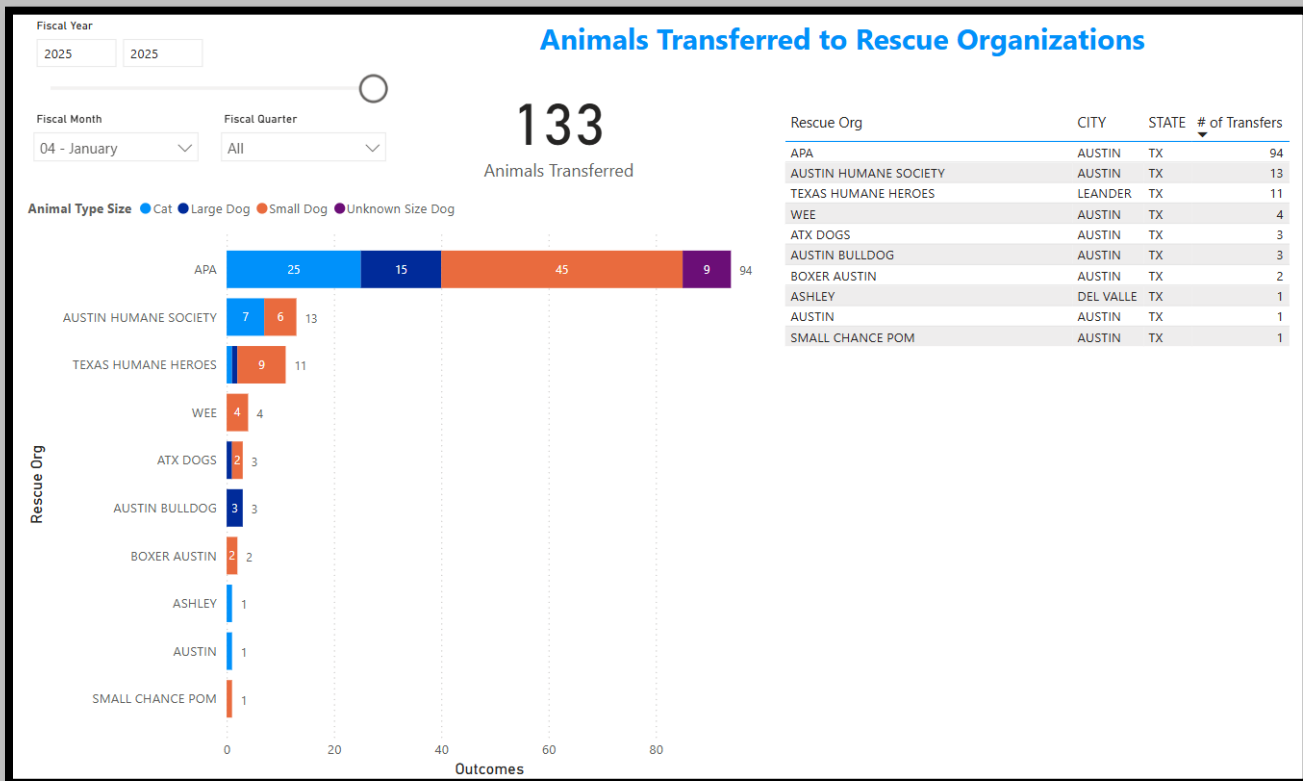 Fiscal Year
2025 2025
Animals Transferred to Rescue Organizations
Fiscal Month Fiscal Quarter
04 - January All
133
Animals Transferred
Animal Type Size Cat Large Dog Small Dog Unknown Size Dog
Rescue Org
APA 25 15 45 9 94
AUSTIN HUMANE SOCIETY 7 6 13
TEXAS HUMANE HEROES 9 11
WEE 4 4
ATX DOGS 2 3
AUSTIN BULLDOG 3 3
BOXER AUSTIN 2 2
ASHLEY 1
AUSTIN 1
SMALL CHANCE POM 1
0 20 40 60 80
Outcomes
Rescue Org CITY STATE # of Transfers
APA AUSTIN TX 94
AUSTIN HUMANE SOCIETY AUSTIN TX 13
TEXAS HUMANE HEROES LEANDER TX 11
WEE AUSTIN TX 4
ATX DOGS AUSTIN TX 3
AUSTIN BULLDOG AUSTIN TX 3
BOXER AUSTIN AUSTIN TX 2
ASHLEY DEL VALLE TX 1
AUSTIN AUSTIN TX 1
SMALL CHANCE POM AUSTIN TX 1